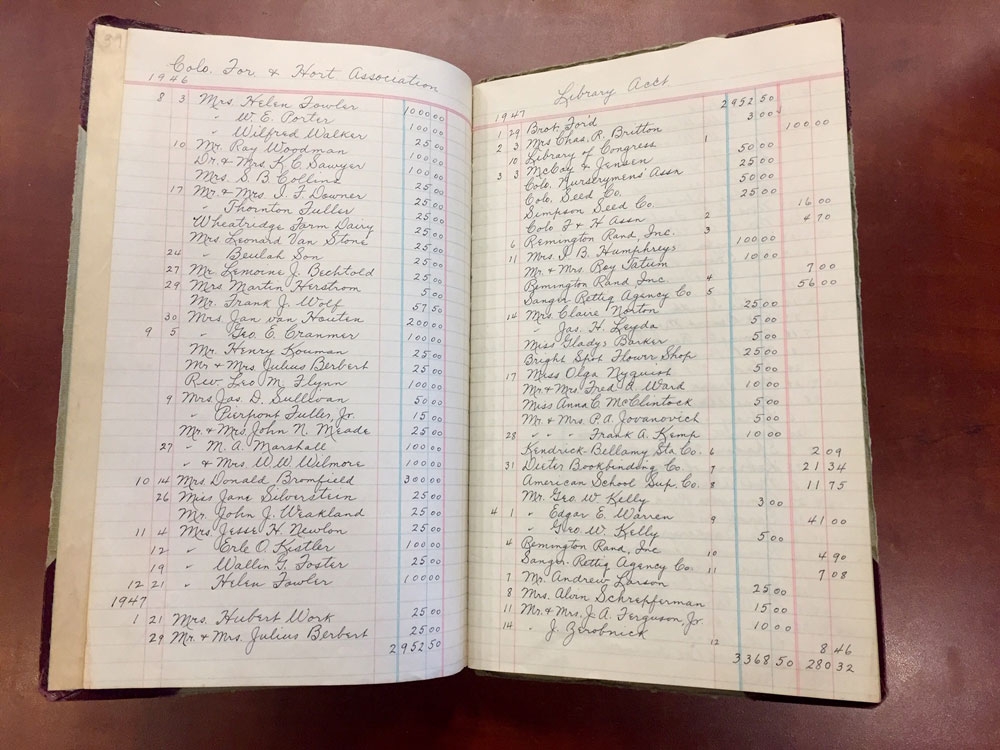 39
Colo. For. & Hort. Association
1946
8 3 Mrs. Helen Fowler 1000 00
" W. E. Porter 100 00
" Wilfred Walker 25 00
10 Mr. Ray Woodman 100 00
Dr. & Mrs. K. C. Sawyer 100 00
Mrs. S. B. Collins 25 00
17 Mr. & Mrs. I. F. Downer 25 00
" Thornton Fuller 25 00
Wheatridge Farm Dairy 25 00
Mrs Leonard Van Stone 25 00
24 " Beulah Son 25 00
27 Mr. Lemoine J. Bechtold 25 00
29 Mrs Martin Herstrom 5 00
Mr. Frank J. Wolf 57 50
30 Mrs. Jan van Houten 200 00
9 5 " Geo. E. Cranmer 100 00
Mr. Henry Kouman 25 00
Mr. & Mrs Julius Berbert 25 00
Rev. Leo M. Flynn 100 00
9 Mrs Jas. D. Sullivan 50 00
" Pierpont Fuller, Jr. 15 00
Mr. & Mrs. John N. Meade 25 00
27 " M. A. Marshall 100 00
" & Mrs. W. W. Wilmore 100 00
10 14 Mrs. Donald Bromfield 300 00
26 Miss Jane Silverstein 25 00
Mr. John J. Weakland 25 00
11 4 Mrs. Jesse H. Newlon 25 00
12 " Erle O. Kistler 100 00
19 " Wallin G. Foster 25 00
12 21 " Helen Fowler 100 00
1947
1 21 Mrs. Hubert Work 25 00
29 Mr. & Mrs. Julius Berbert 25 00
2952 50
Library Acct
1947
1 29 Brot. Ford 2952 50
2 3 Mrs Chas. R. Britton 3 00
10 Library of Congress 1 100 00
3 3 McCoy & Jensen 50 00
Colo. Nurserymens' Assn 25 00
Colo. Seed Co. 50 00
Simpson Seed Co. 25 00
Colo F & H Assn 2 16 00
6 Remington Rand, Inc. 3 4 70
11 Mrs. I. B. Humphreys 100 00
Mr. & Mrs. Roy Tatum 10 00
Remington Rand Inc 4 7 00
Sanger-Rettig Agency Co 5 56 00
14 Mrs Claire Norton 25 00
" Jas. H. Leyda 5 00
Miss Gladys Barker 5 00
Bright Spot Flower Shop 25 00
17 Miss Olga Nyquist 5 00
Mr. & Mrs. Fred R. Ward 10 00
Miss Anna C. McClintock 5 00
Mr. & Mrs. P. A. Jovanovich 5 00
28 " " " Frank A. Kemp 10 00
Kendrick-Bellamy Sta. Co. 6 2 09
31 Dieter Bookbinding Co. 7 21 34
American School Sup. Co. 8 11 75
Mr. Geo. W. Kelly 3 00
4 1 " Edgar E. Warren 9 41 00
" Geo. W. Kelly 5 00
4 Remington Rand, Inc 10 4 90
Sanger-Rettig Agency Co. 11 7 08
7 Mr. Andrew Larson 25 00
8 Mrs. Alvin Schrepferman 15 00
11 Mr. & Mrs. J. A. Ferguson, Jr 10 00
14 " J. Zerobnick 12 8 46
3368 50 280 32